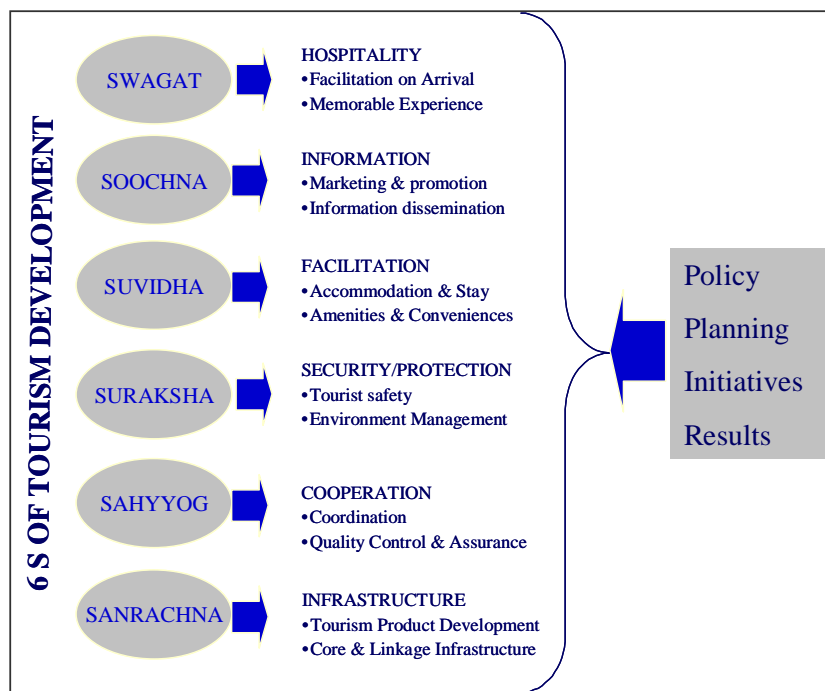 6 S OF TOURISM DEVELOPMENT
SWAGAT
HOSPITALITY
•Facilitation on Arrival
•Memorable Experience
SOOCHNA
INFORMATION
•Marketing & promotion
•Information dissemination
SUVIDHA
FACILITATION
•Accommodation & Stay
•Amenities & Conveniences
SURAKSHA
SECURITY/PROTECTION
•Tourist safety
•Environment Management
SAHYYOG
COOPERATION
•Coordination
•Quality Control & Assurance
SANRACHNA
INFRASTRUCTURE
•Tourism Product Development
•Core & Linkage Infrastructure
Policy
Planning
Initiatives
Results